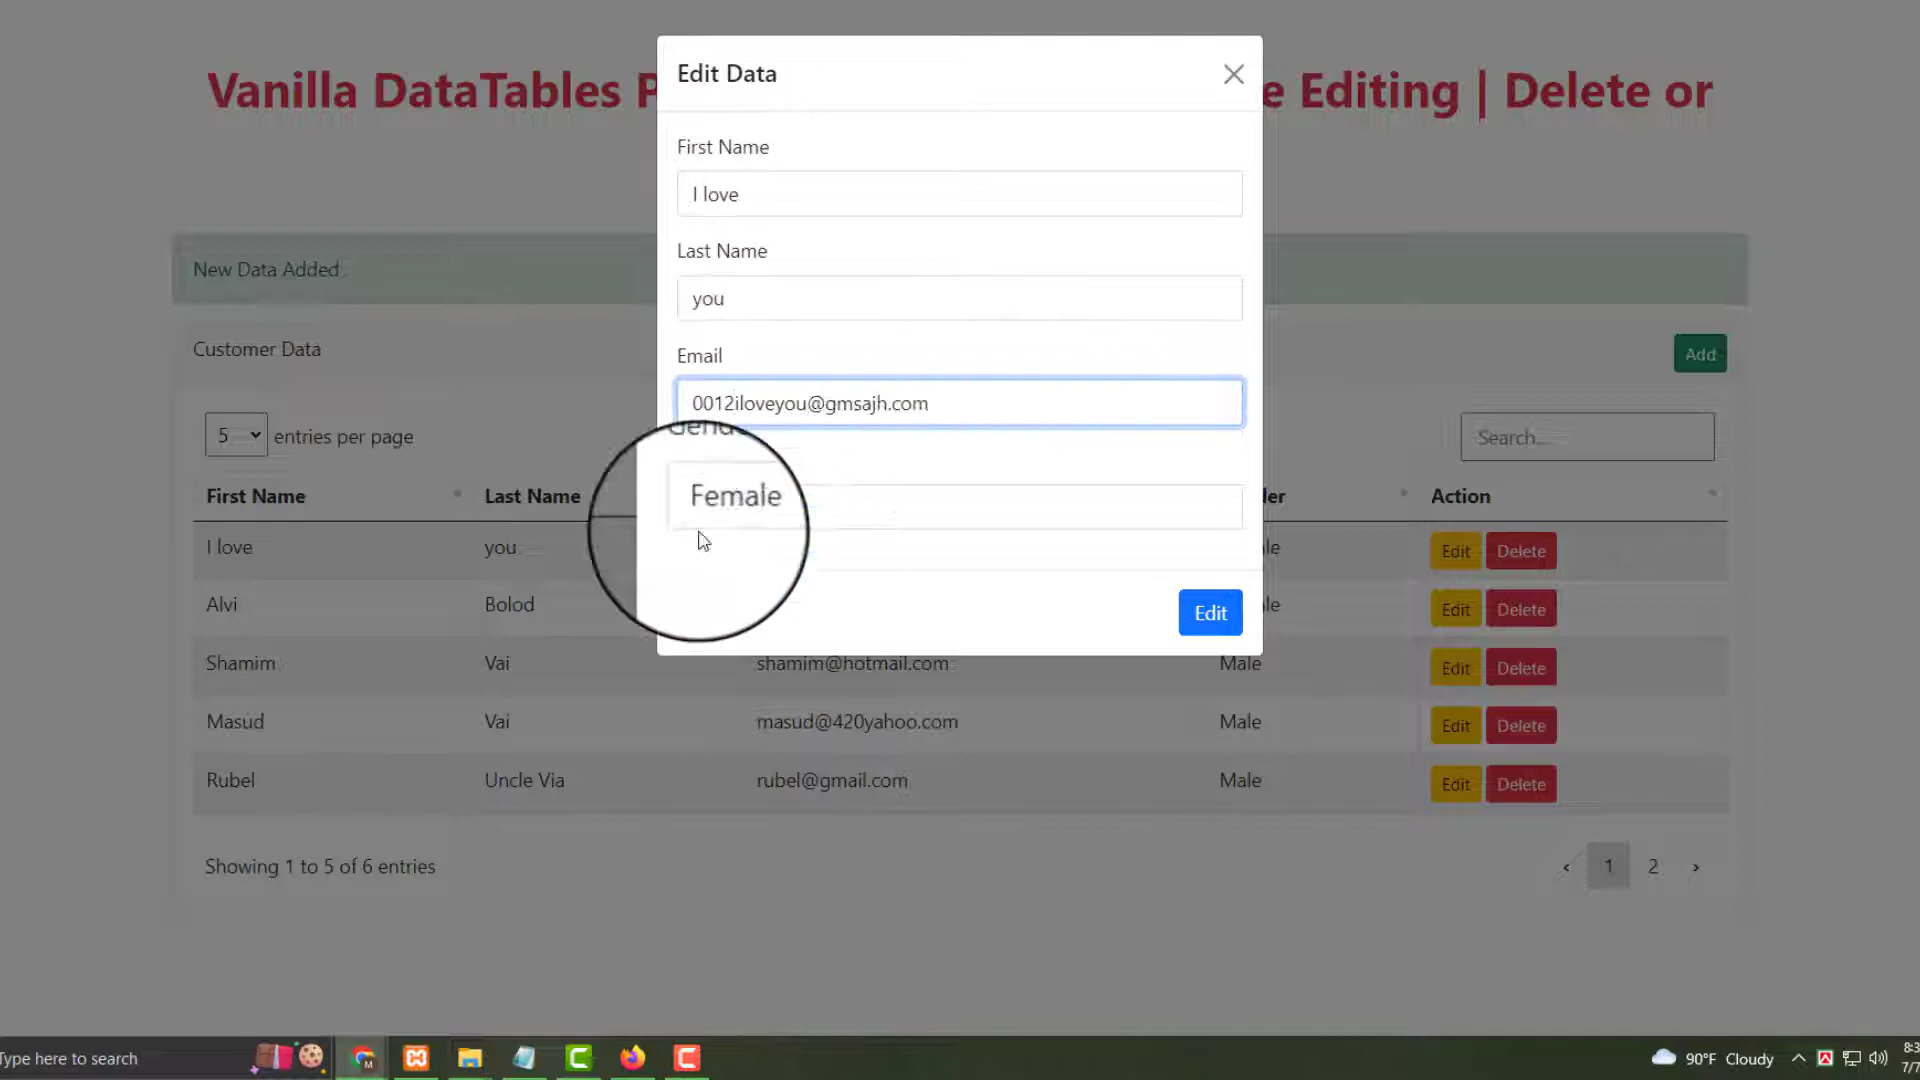 Edit Data
Vanilla DataTables P
e Editing | Delete or
First Name
I love
Last Name
you
New Data Added
Email
Customer Data
Add
0012iloveyou@gmsajh.com
5 entries per page
Search...
Female
First Name Last Name Action
I love you Edit Delete
Alvi Bolod Edit Delete
Edit
Shamim Vai shamim@hotmail.com Male Edit Delete
Masud Vai masud@420yahoo.com Male Edit Delete
Rubel Uncle Via rubel@gmail.com Male Edit Delete
Showing 1 to 5 of 6 entries
‹ 1 2 ›
Type here to search
90°F Cloudy